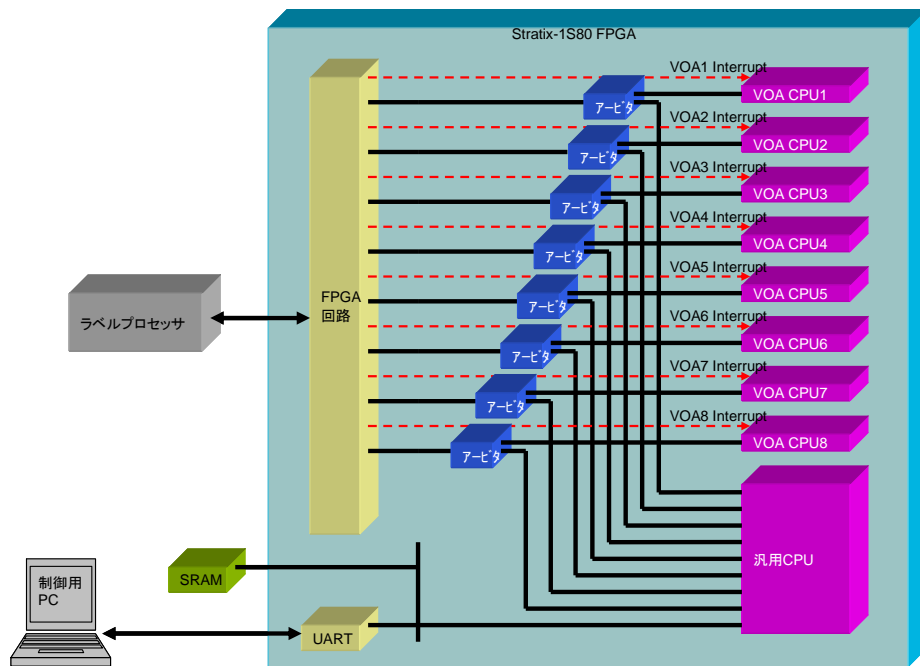 Stratix-1S80 FPGA
VOA1 Interrupt
アービタ
VOA CPU1
VOA2 Interrupt
アービタ
VOA CPU2
VOA3 Interrupt
アービタ
VOA CPU3
VOA4 Interrupt
アービタ
VOA CPU4
VOA5 Interrupt
アービタ
VOA CPU5
VOA6 Interrupt
アービタ
VOA CPU6
VOA7 Interrupt
アービタ
VOA CPU7
VOA8 Interrupt
アービタ
VOA CPU8
FPGA
回路
ラベルプロセッサ
汎用CPU
SRAM
制御用
PC
UART